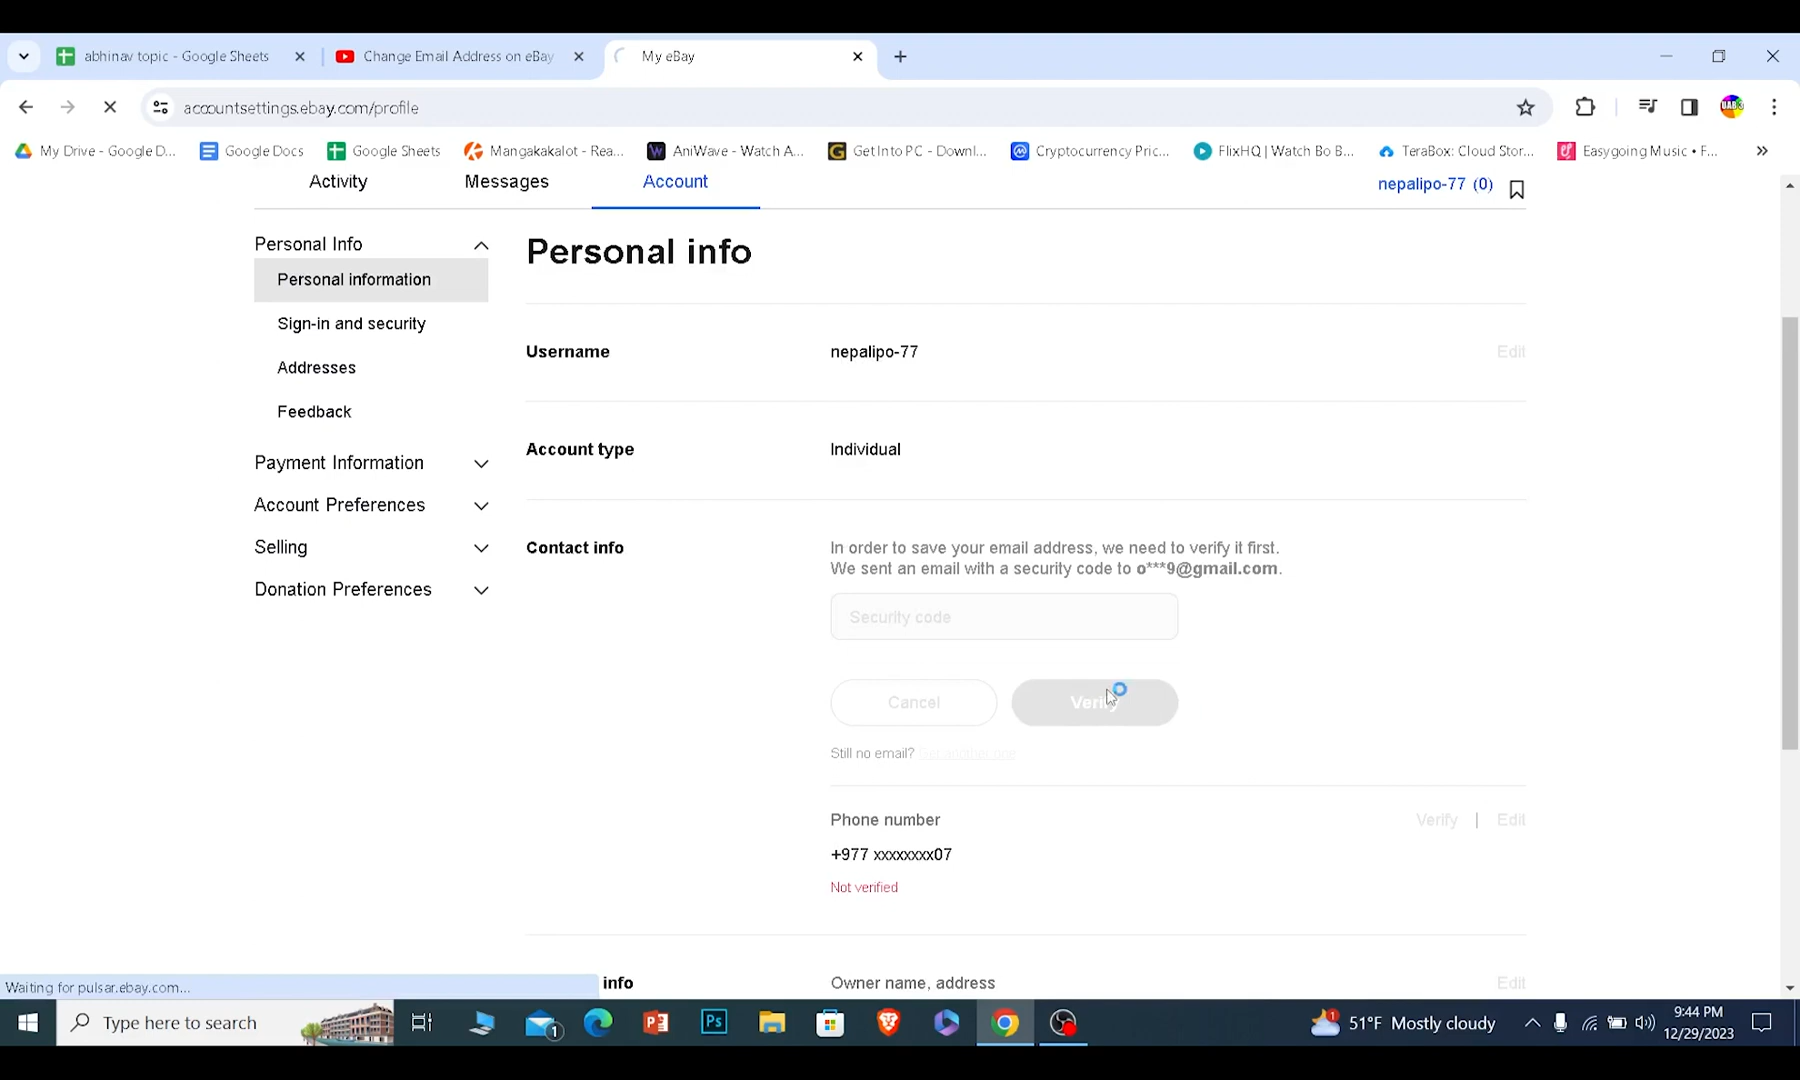 abhinav topic - Google Sheets
Change Email Address on eBay
My eBay
accountsettings.ebay.com/profile
My Drive - Google D...
Google Docs
Google Sheets
Mangakakalot - Rea...
AniWave - Watch A...
Get Into PC - Downl...
Cryptocurrency Pric...
FlixHQ | Watch Bo B...
TeraBox: Cloud Stor...
Easygoing Music • F...
Activity
Messages
Account
nepalipo-77 (0)
Personal Info
Personal information
Sign-in and security
Addresses
Feedback
Payment Information
Account Preferences
Selling
Donation Preferences
Personal info
Username
nepalipo-77
Edit
Account type
Individual
Contact info
In order to save your email address, we need to verify it first.
We sent an email with a security code to o***9@gmail.com.
Security code
Cancel
Verify
Still no email? Get another one
Phone number
Verify | Edit
+977 xxxxxxxx07
Not verified
info
Owner name, address
Edit
Waiting for pulsar.ebay.com...
Type here to search
1
Ps
1
51°F Mostly cloudy
9:44 PM
12/29/2023